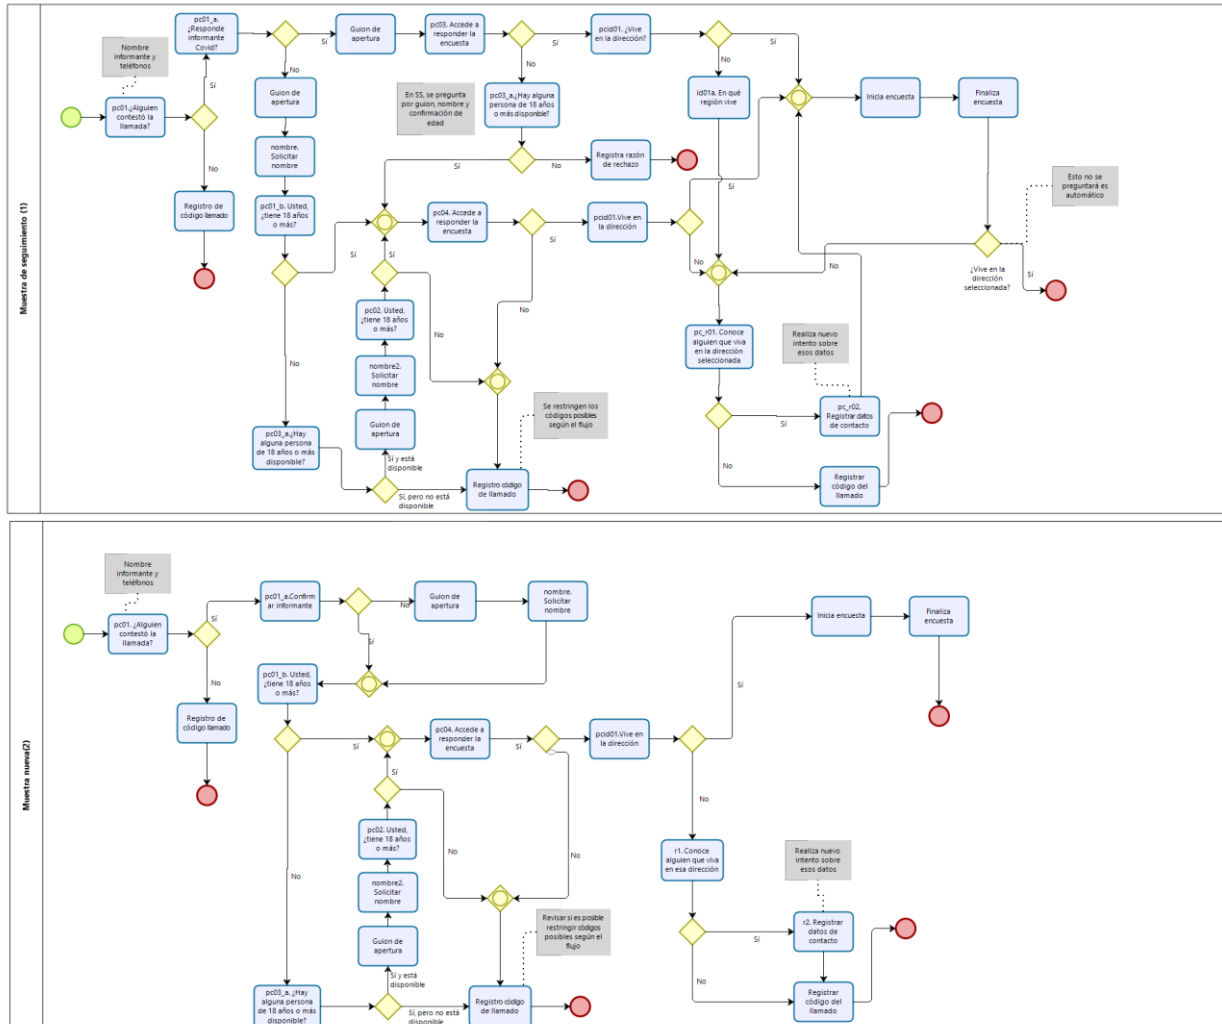 Muestra de seguimiento (1)
Nombre
informante y
teléfonos
pc01.¿Alguien
contestó la
llamada?
pc01_a.
¿Responde
informante
Covid?
Sí
No
Registro de
código llamado
Sí
No
Guion de
apertura
pc03. Accede a
responder la
encuesta
Sí
No
pcid01. ¿Vive
en la dirección?
Sí
No
Guion de
apertura
nombre.
Solicitar
nombre
pc01_b. Usted,
¿tiene 18 años
o más?
Sí
No
En SS, se pregunta
por guion, nombre y
confirmación de
edad
pc03_a.¿Hay alguna
persona de 18 años
o más disponble?
Sí
No
Registra razón
de rechazo
id01a. En qué
región vive
Inicia encuesta
Finaliza
encuesta
Esto no se
preguntará es
automático
¿Vive en la
dirección
seleccionada?
Sí
No
pc04. Accede a
responder la
encuesta
Sí
No
pcid01.Vive en
la dirección
Sí
No
Sí
No
pc02. Usted,
¿tiene 18 años
o más?
nombre2.
Solicitar
nombre
Guion de
apertura
Sí y está
disponible
Sí, pero no está
disponible
pc03_a.¿Hay
alguna persona
de 18 años o más
disponible?
Se restringen los
códigos posibles
según el flujo
Registro código
de llamado
pc_r01. Conoce
alguien que viva
en la dirección
seleccionada
Realiza nuevo
intento sobre
esos datos
Sí
No
pc_r02.
Registrar datos
de contacto
Registrar
código del
llamado
Muestra nueva(2)
Nombre
informante y
teléfonos
pc01. ¿Alguien
contestó la
llamada?
Sí
No
Registro de
código llamado
pc01_a.Confirm
ar informante
No
Sí
Guion de
apertura
nombre.
Solicitar
nombre
pc01_b. Usted,
¿tiene 18 años
o más?
Sí
No
pc04. Accede a
responder la
encuesta
Sí
No
pcid01.Vive en
la dirección
Sí
No
Inicia encuesta
Finaliza
encuesta
Sí
No
pc02. Usted,
¿tiene 18 años
o más?
nombre2.
Solicitar
nombre
Guion de
apertura
Sí y está
disponible
Sí, pero no está
disponible
pc03_a. ¿Hay
alguna persona
de 18 años o más
disponible?
Revisar si es posible
restringir códigos
posibles según el
flujo
Registro código
de llamado
r1. Conoce
alguien que viva
en esa dirección
Realiza nuevo
intento sobre
esos datos
Sí
No
r2. Registrar
datos de
contacto
Registrar
código del
llamado